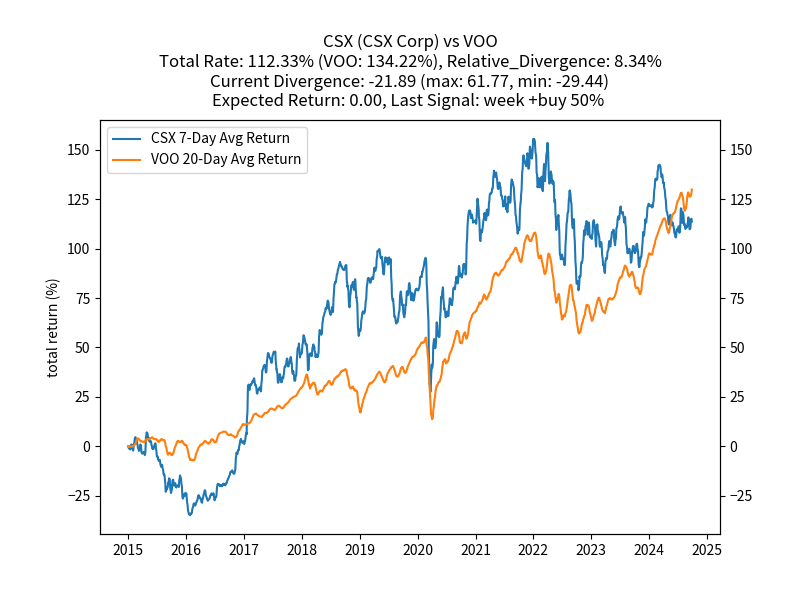 CSX (CSX Corp) vs VOO
Total Rate: 112.33% (VOO: 134.22%), Relative_Divergence: 8.34%
Current Divergence: -21.89 (max: 61.77, min: -29.44)
Expected Return: 0.00, Last Signal: week +buy 50%
CSX 7-Day Avg Return
VOO 20-Day Avg Return
total return (%)
150
125
100
75
50
25
0
−25
150
125
100
75
50
25
0
−25
2015 2016 2017 2018 2019 2020 2021 2022 2023 2024 2025